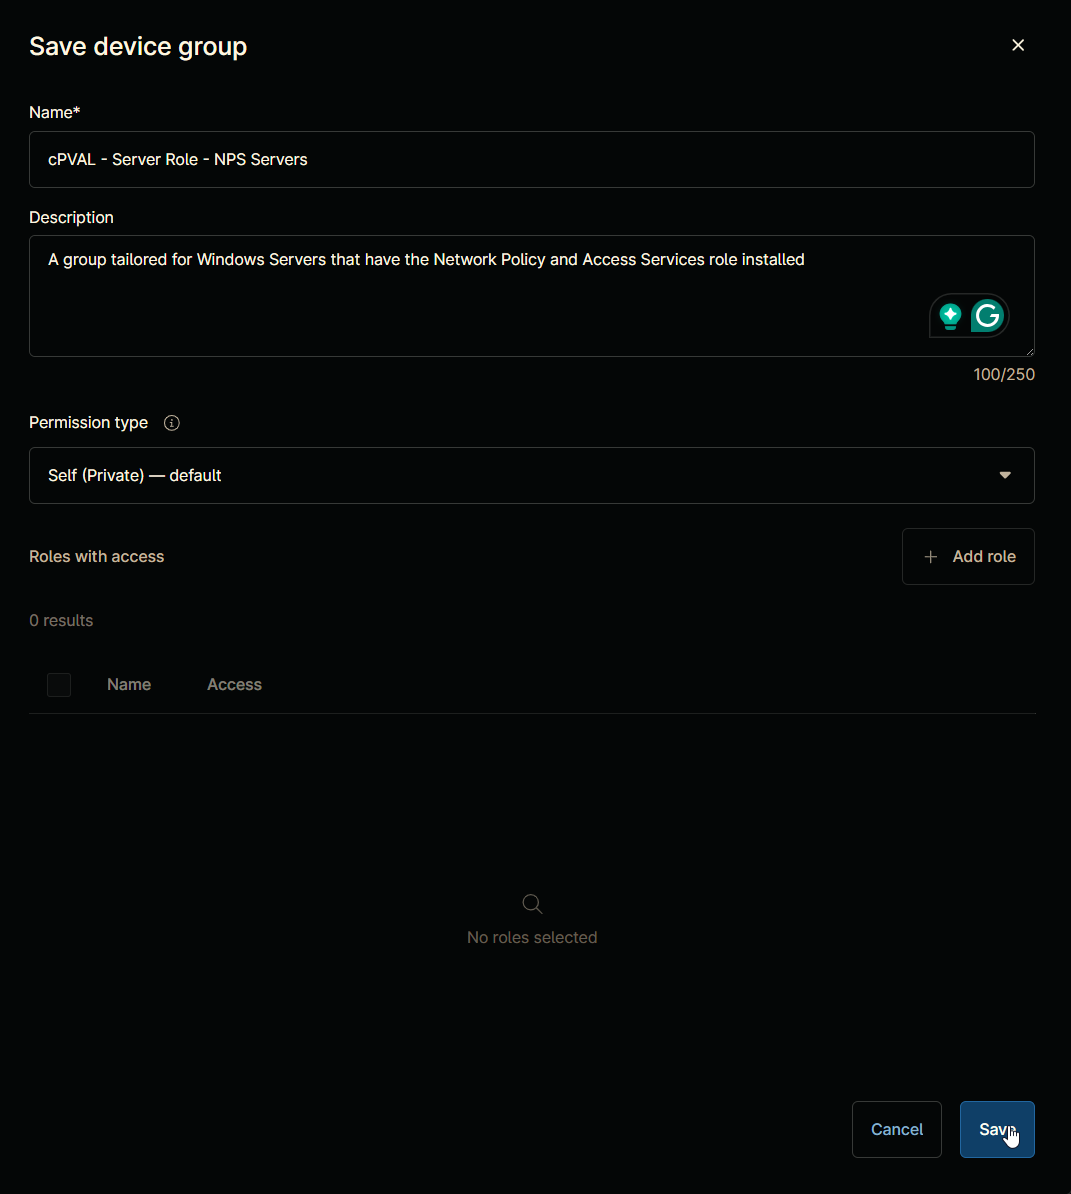 Save device group
Name*
cPVAL - Server Role - NPS Servers
Description
A group tailored for Windows Servers that have the Network Policy and Access Services role installed
100/250
Permission type
Self (Private) — default
Roles with access
Add role
0 results
Name Access
No roles selected
Cancel Save